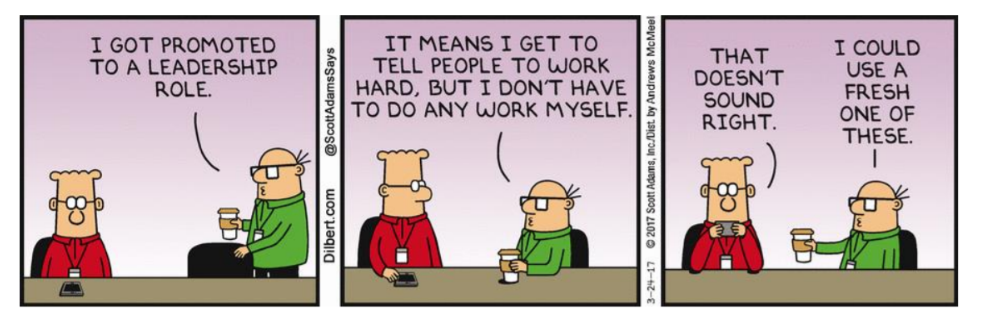 I GOT PROMOTED
TO A LEADERSHIP
ROLE.
Dilbert.com @ScottAdamsSays
IT MEANS I GET TO
TELL PEOPLE TO WORK
HARD, BUT I DON'T HAVE
TO DO ANY WORK MYSELF.
3-24-17 © 2017 Scott Adams, Inc./Dist. by Andrews McMeel
THAT
DOESN'T
SOUND
RIGHT.
I COULD
USE A
FRESH
ONE OF
THESE.